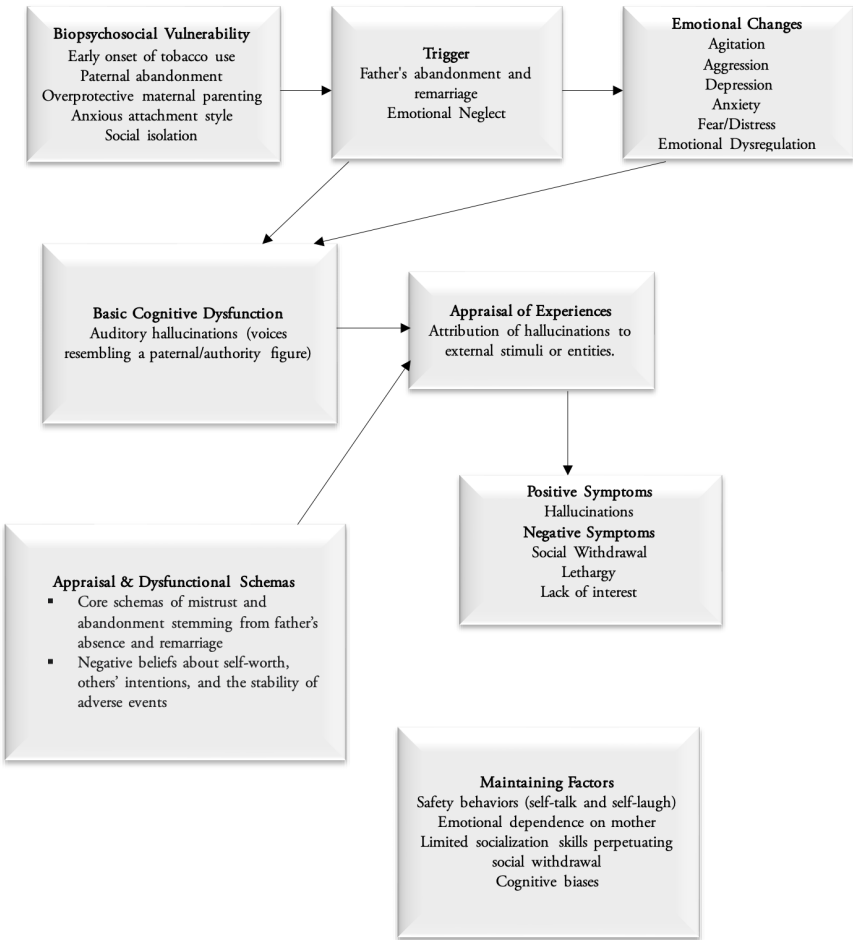 Biopsychosocial Vulnerability
Early onset of tobacco use
Paternal abandonment
Overprotective maternal parenting
Anxious attachment style
Social isolation
Trigger
Father's abandonment and
remarriage
Emotional Neglect
Emotional Changes
Agitation
Aggression
Depression
Anxiety
Fear/Distress
Emotional Dysregulation
Basic Cognitive Dysfunction
Auditory hallucinations (voices
resembling a paternal/authority figure)
Appraisal of Experiences
Attribution of hallucinations to
external stimuli or entities.
Positive Symptoms
Hallucinations
Negative Symptoms
Social Withdrawal
Lethargy
Lack of interest
Appraisal & Dysfunctional Schemas
▪ Core schemas of mistrust and
abandonment stemming from father's
absence and remarriage
▪ Negative beliefs about self-worth,
others' intentions, and the stability of
adverse events
Maintaining Factors
Safety behaviors (self-talk and self-laugh)
Emotional dependence on mother
Limited socialization skills perpetuating
social withdrawal
Cognitive biases